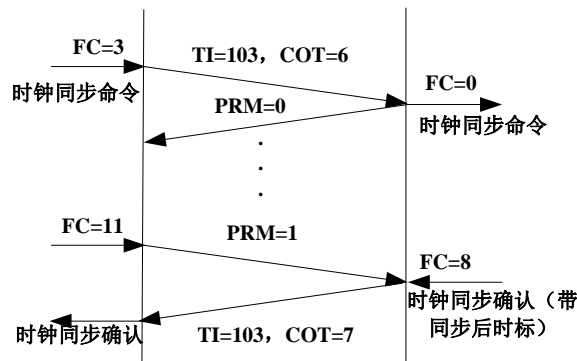 FC=3
TI=103，COT=6
时钟同步命令
FC=0
PRM=0
时钟同步命令
FC=11
PRM=1
FC=8
时钟同步确认（带
同步后时标）
时钟同步确认
TI=103，COT=7